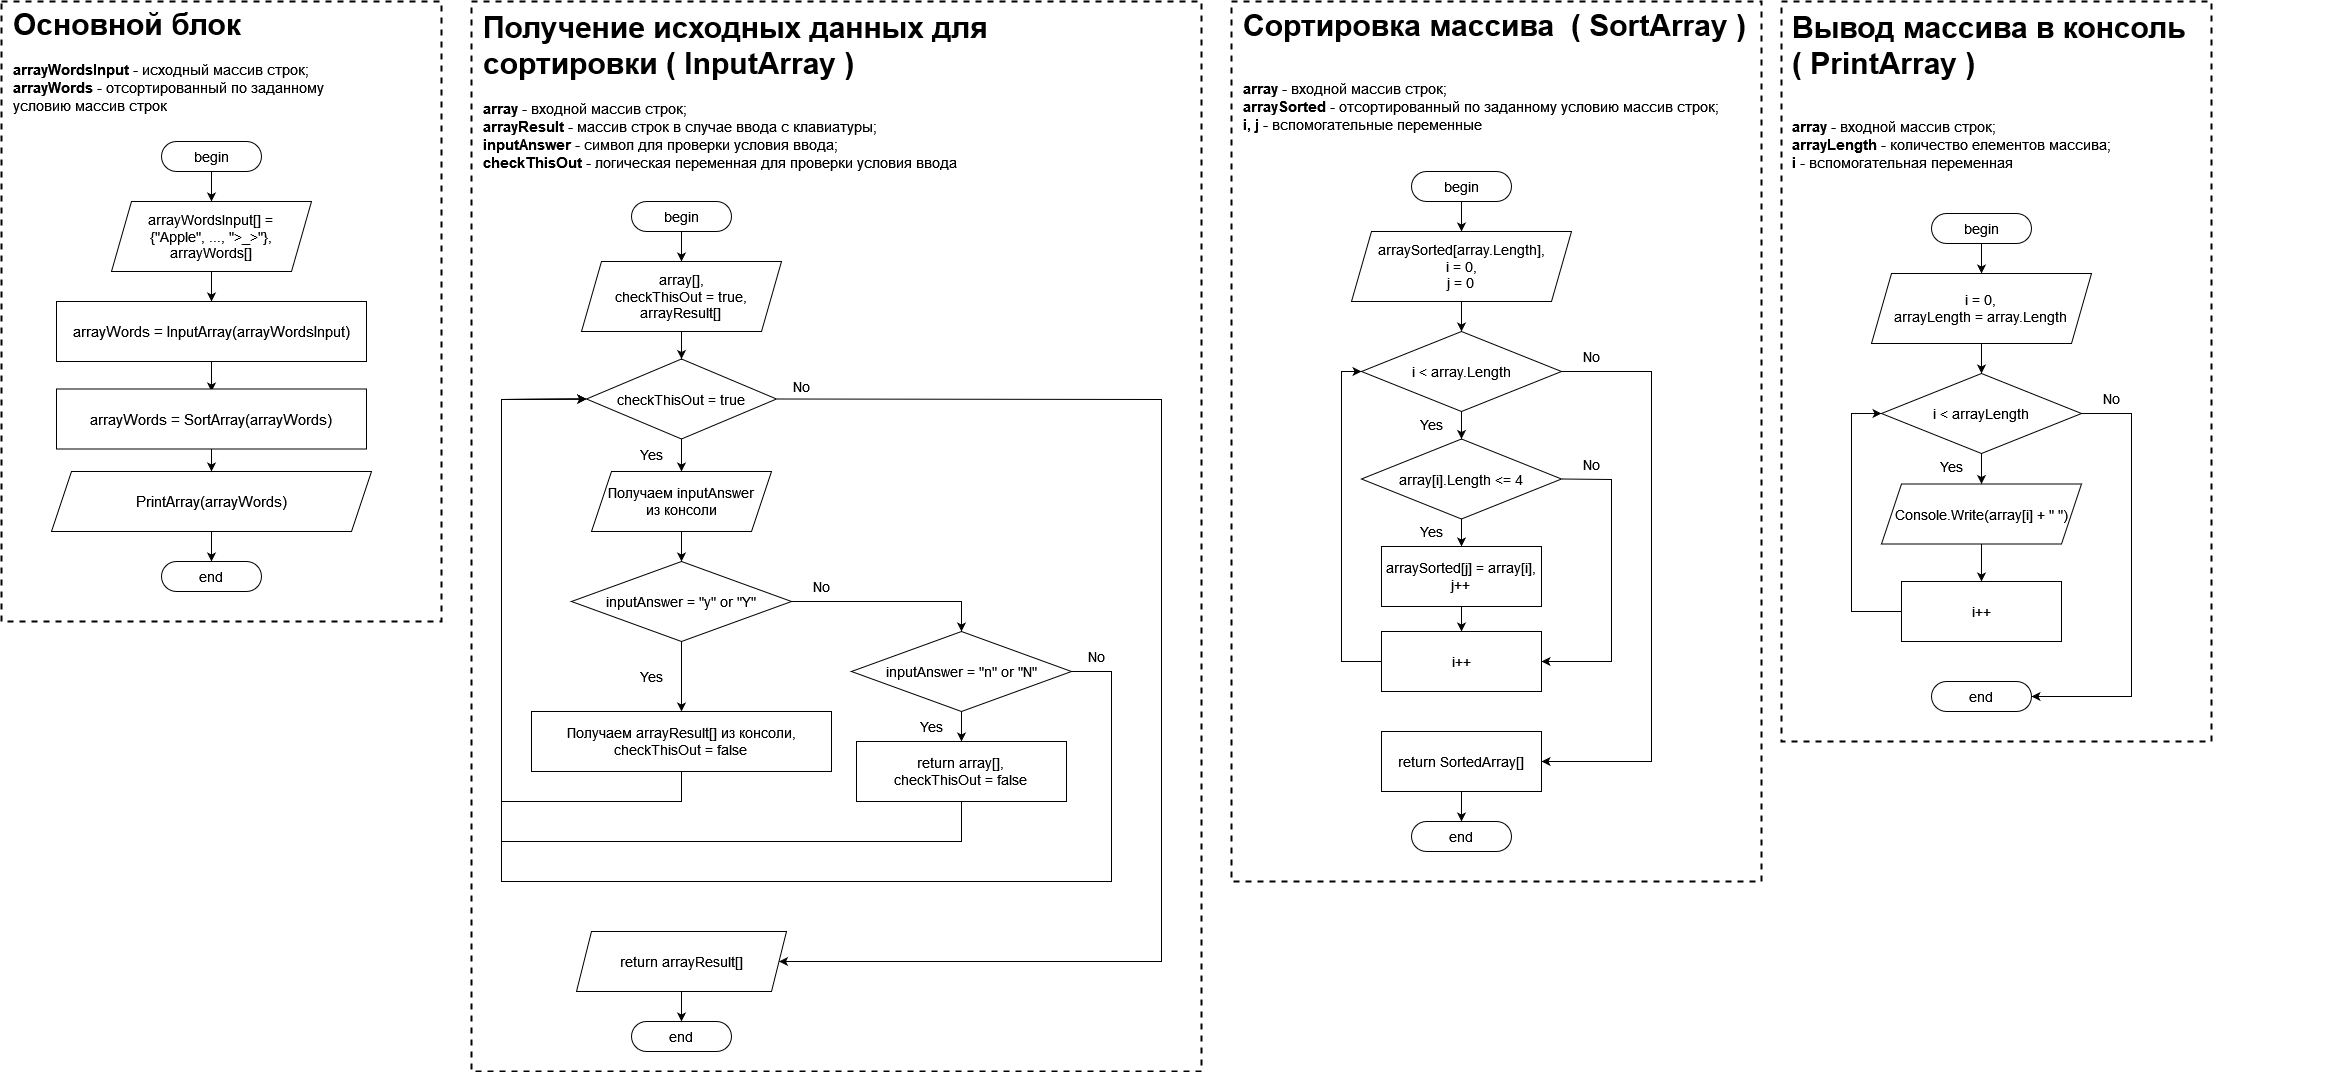 Основной блок
arrayWordsInput - исходный массив строк;
arrayWords - отсортированный по заданному
условию массив строк
begin
arrayWordsInput[] =
{"Apple", ..., ">_>"},
arrayWords[]
arrayWords = InputArray(arrayWordsInput)
arrayWords = SortArray(arrayWords)
PrintArray(arrayWords)
end
Получение исходных данных для
сортировки ( InputArray )
array - входной массив строк;
arrayResult - массив строк в случае ввода с клавиатуры;
inputAnswer - символ для проверки условия ввода;
checkThisOut - логическая переменная для проверки условия ввода
begin
array[],
checkThisOut = true,
arrayResult[]
checkThisOut = true
No
Yes
Получаем inputAnswer
из консоли
inputAnswer = "y" or "Y"
No
Yes
inputAnswer = "n" or "N"
No
Yes
Получаем arrayResult[] из консоли,
checkThisOut = false
return array[],
checkThisOut = false
return arrayResult[]
end
Сортировка массива ( SortArray )
array - входной массив строк;
arraySorted - отсортированный по заданному условию массив строк;
i, j - вспомогательные переменные
begin
arraySorted[array.Length],
i = 0,
j = 0
i < array.Length
No
Yes
array[i].Length <= 4
No
Yes
arraySorted[j] = array[i],
j++
i++
return SortedArray[]
end
Вывод массива в консоль
( PrintArray )
array - входной массив строк;
arrayLength - количество елементов массива;
i - вспомогательная переменная
begin
i = 0,
arrayLength = array.Length
i < arrayLength
No
Yes
Console.Write(array[i] + " ")
i++
end